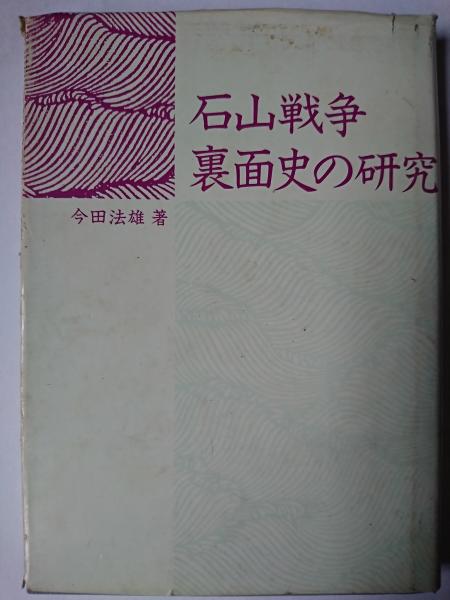 石山戦争
裏面史の研究
今田法雄 著